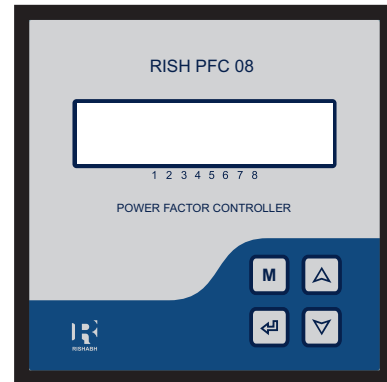 RISH PFC 08
1 2 3 4 5 6 7 8
POWER FACTOR CONTROLLER
M
RISHABH